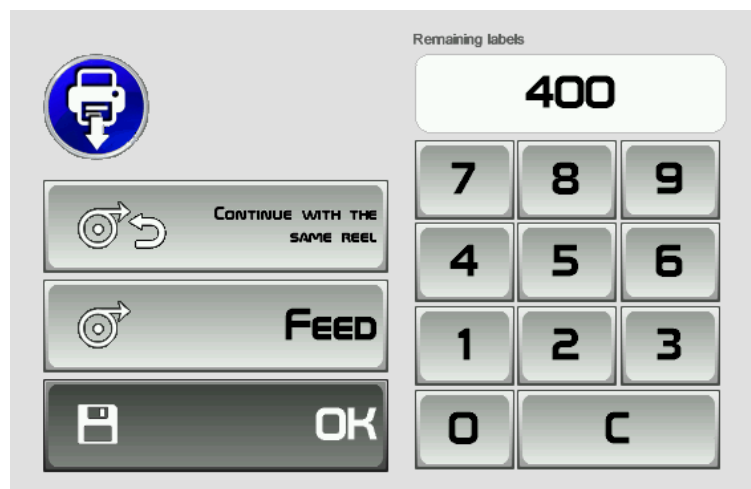 Remaining labels
400
Continue with the
same reel
Feed
OK
7 8 9
4 5 6
1 2 3
0 C